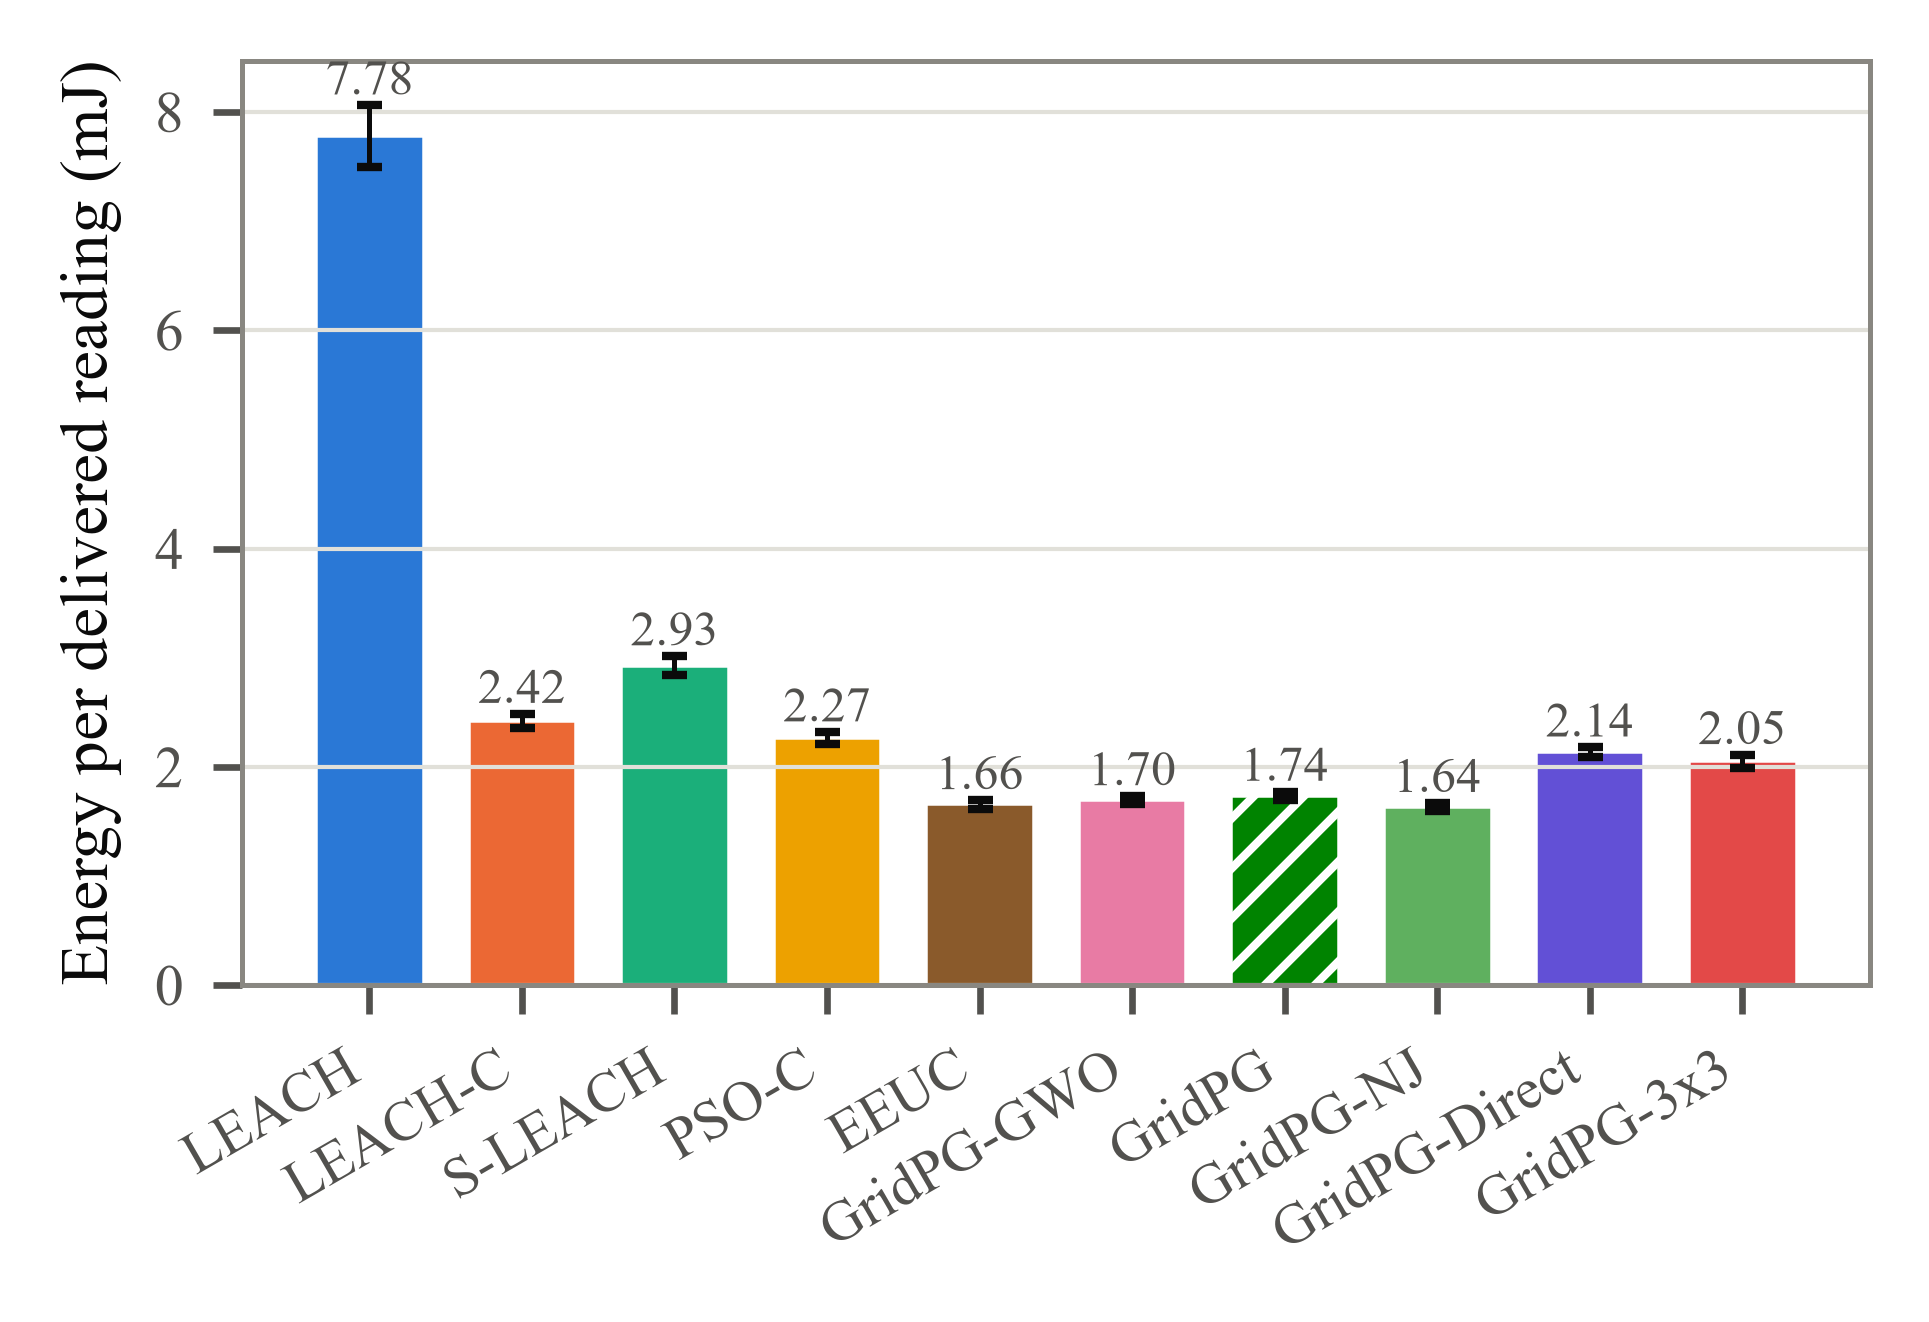 Energy per delivered reading (mJ)
8
6
4
2
0
7.78
2.42
2.93
2.27
1.66
1.70
1.74
1.64
2.14
2.05
LEACH
LEACH-C
S-LEACH
PSO-C
EEUC
GridPG-GWO
GridPG
GridPG-NJ
GridPG-Direct
GridPG-3x3